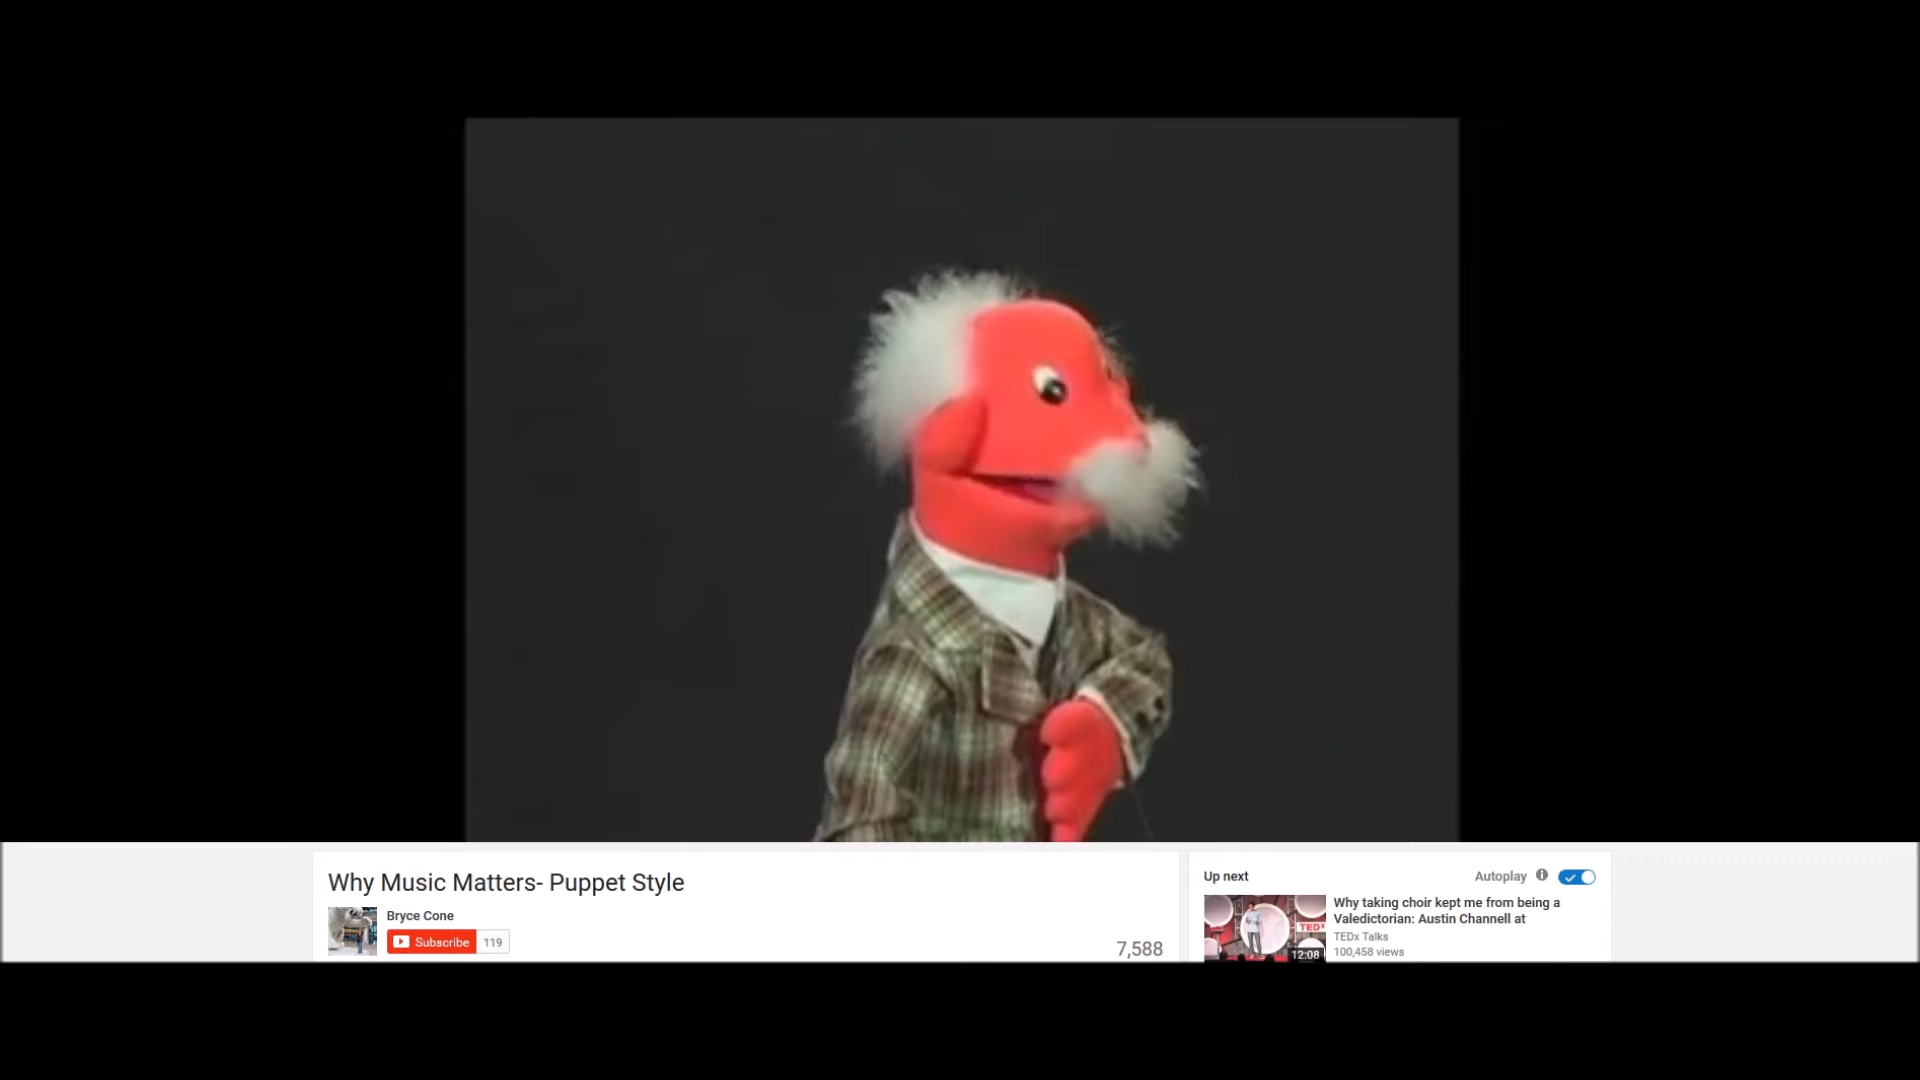 Why Music Matters- Puppet Style
Bryce Cone
Subscribe 119
7,588
Up next
Autoplay
Why taking choir kept me from being a
Valedictorian: Austin Channell at
TEDx Talks
100,458 views
TEDx
12:08